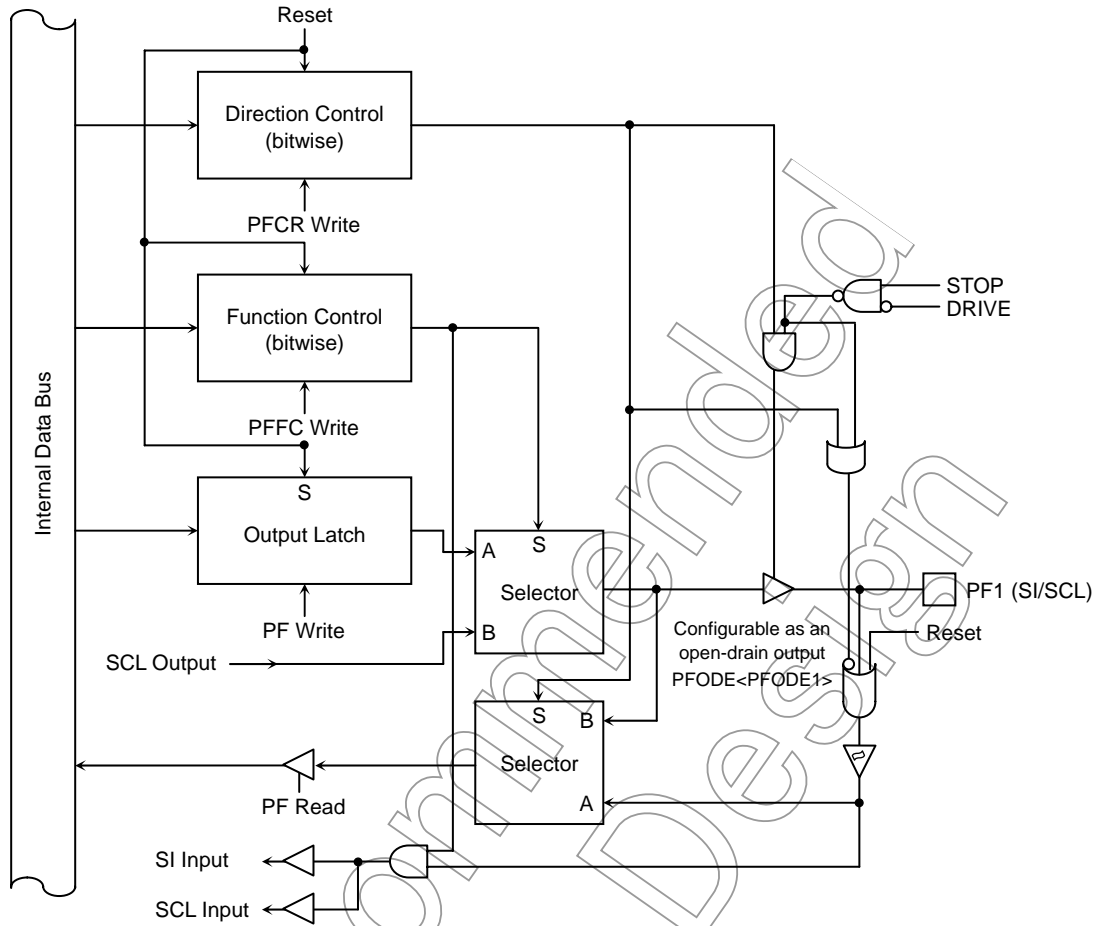 Reset
Direction Control
(bitwise)
PFCR Write
STOP
DRIVE
Function Control
(bitwise)
Internal Data Bus
PFFC Write
S
Output Latch
A
S
Selector
B
PF1 (SI/SCL)
PF Write
Configurable as an
open-drain output
PFODE<PFODE1>
Reset
SCL Output
S
B
Selector
A
PF Read
SI Input
SCL Input
ommended
Design